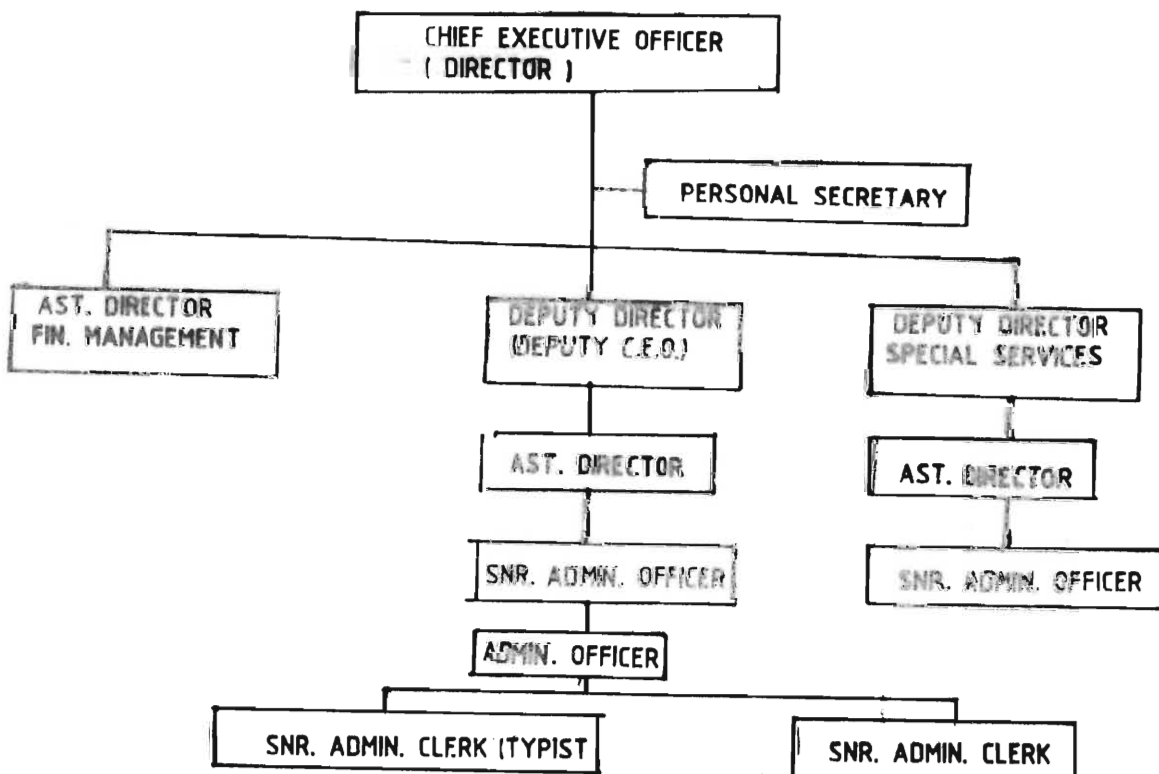 CHIEF EXECUTIVE OFFICER
( DIRECTOR )
PERSONAL SECRETARY
AST. DIRECTOR
FIN. MANAGEMENT
DEPUTY DIRECTOR
(DEPUTY C.E.O.)
DEPUTY DIRECTOR
SPECIAL SERVICES
AST. DIRECTOR
AST. DIRECTOR
SNR. ADMIN. OFFICER
SNR. ADMIN. OFFICER
ADMIN. OFFICER
SNR. ADMIN. CLERK (TYPIST
SNR. ADMIN. CLERK